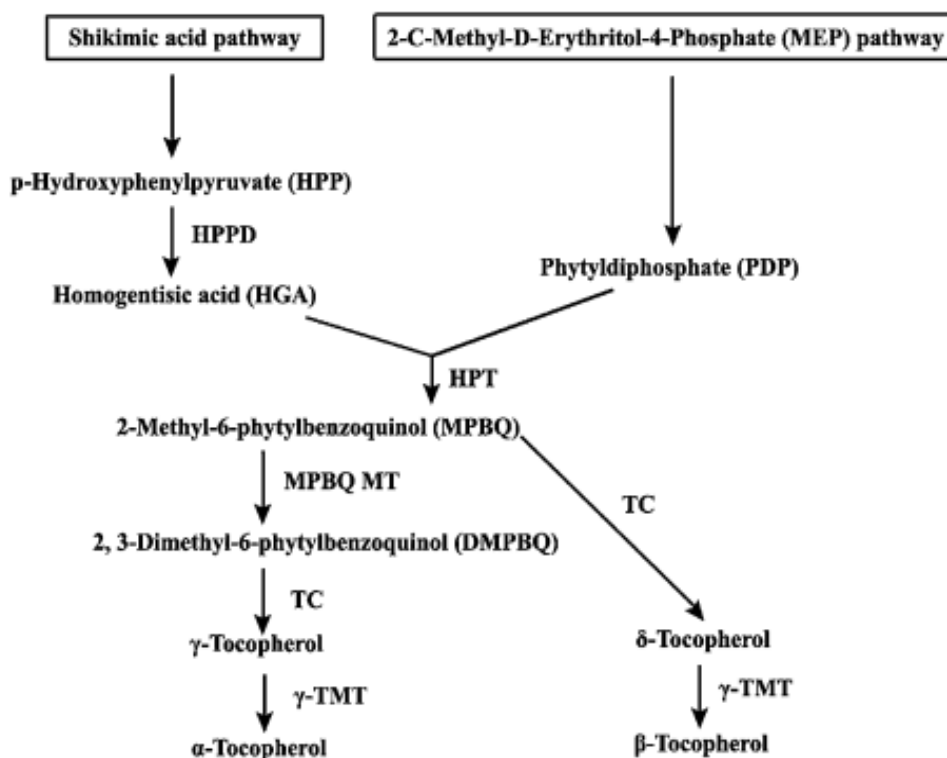 Shikimic acid pathway
2-C-Methyl-D-Erythritol-4-Phosphate (MEP) pathway
p-Hydroxyphenylpyruvate (HPP)
HPPD
Phytyldiphosphate (PDP)
Homogentisic acid (HGA)
HPT
2-Methyl-6-phytylbenzoquinol (MPBQ)
MPBQ MT
TC
2, 3-Dimethyl-6-phytylbenzoquinol (DMPBQ)
TC
γ-Tocopherol
δ-Tocopherol
γ-TMT
γ-TMT
α-Tocopherol
β-Tocopherol